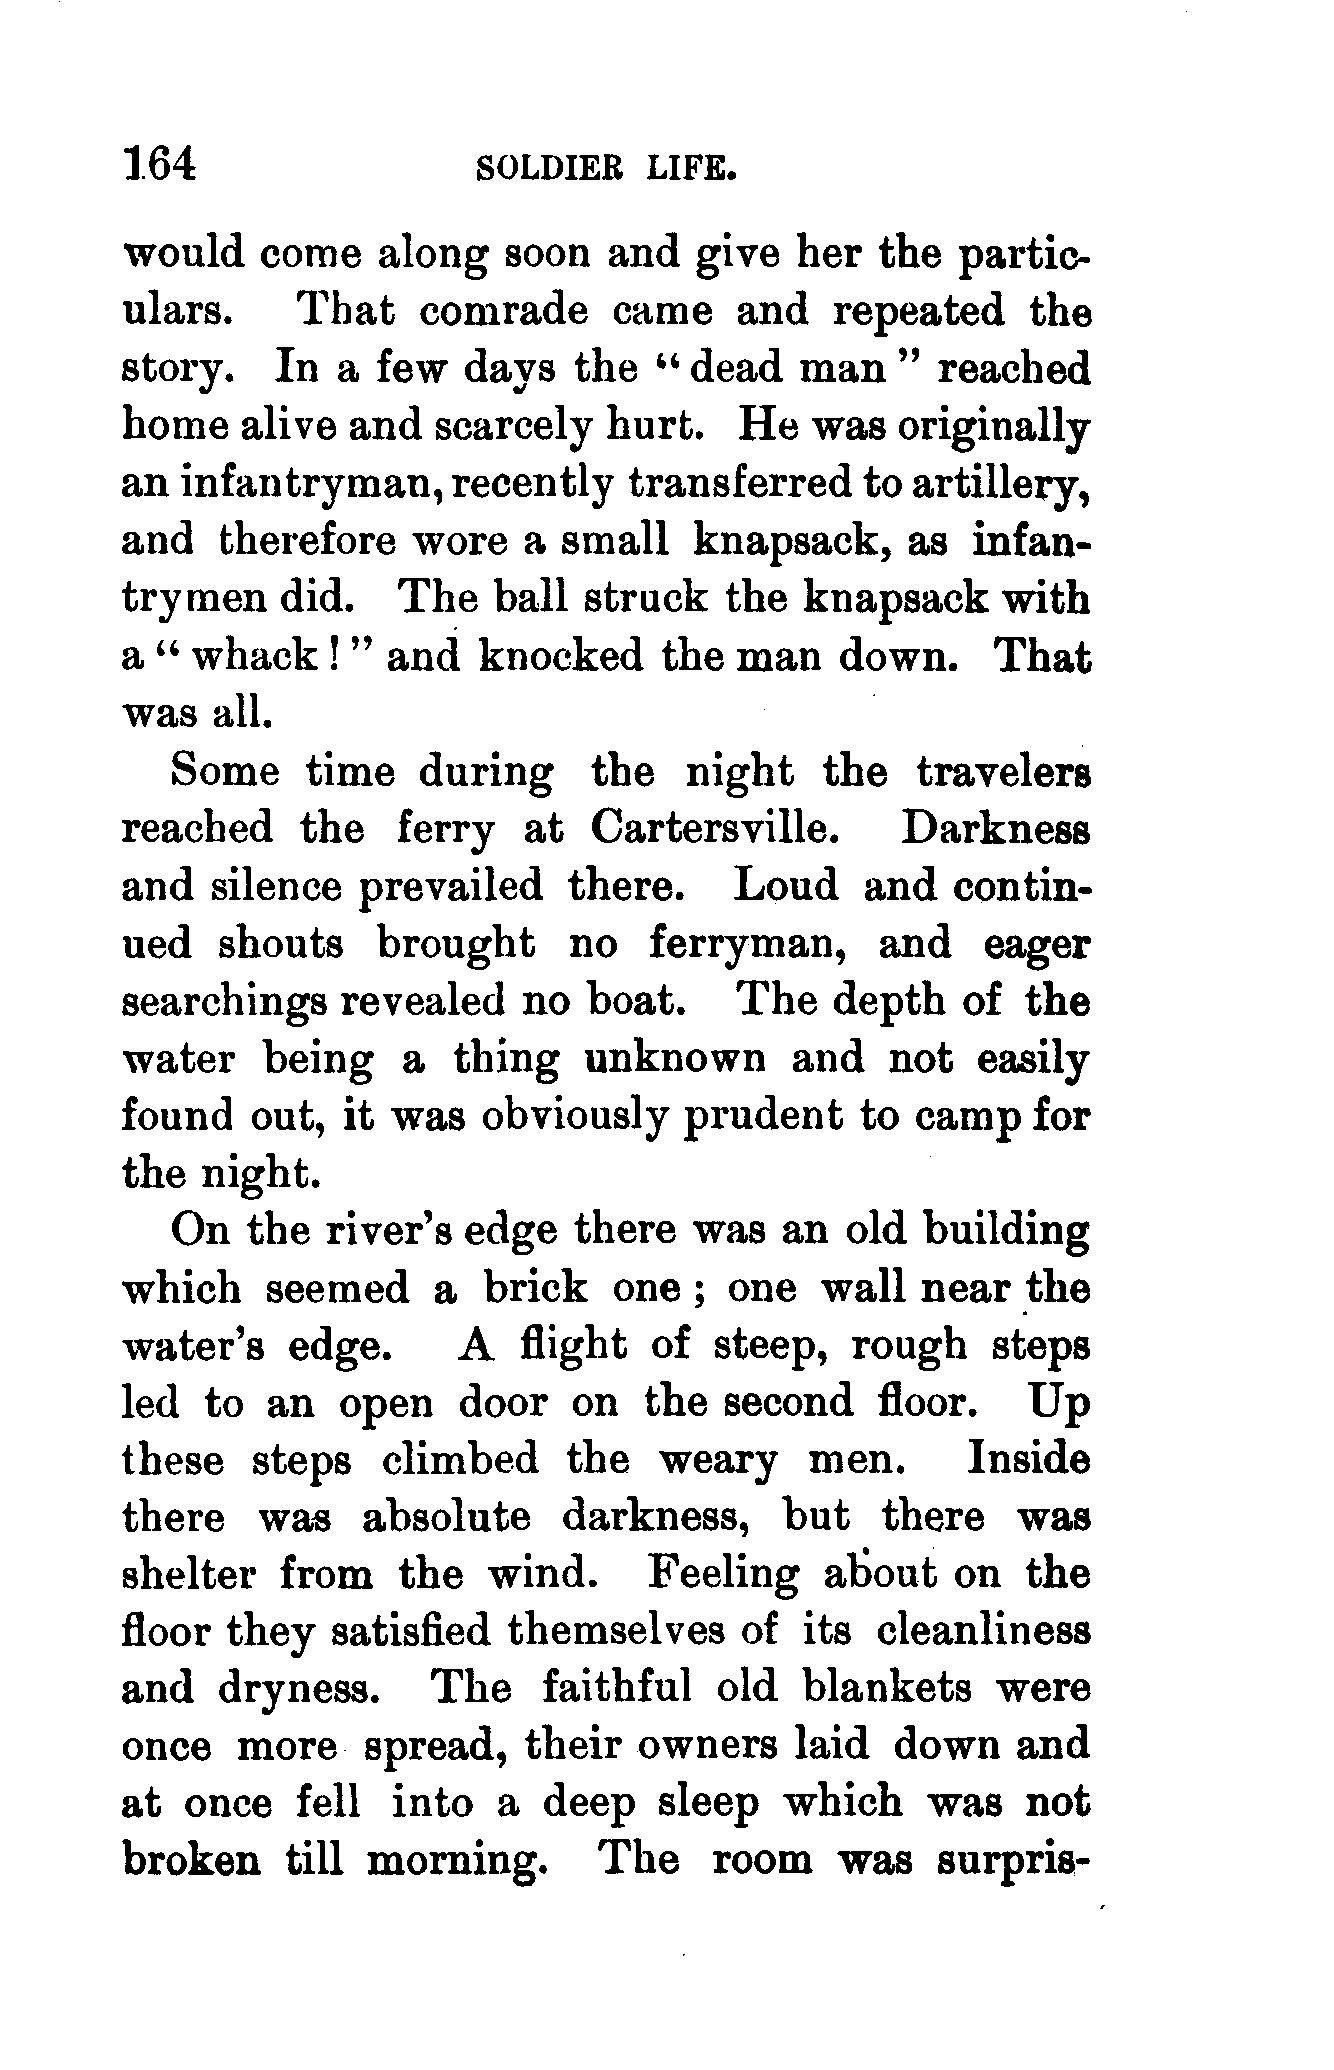 164 SOLDIER LIFE.
would come along soon and give her the partic-
ulars. That comrade came and repeated the
story. In a few days the “ dead man ” reached
home alive and scarcely hurt. He was originally
an infantryman, recently transferred to artillery,
and therefore wore a small knapsack, as infan-
trymen did. The ball struck the knapsack with
a “ whack ! ” and knocked the man down. That
was all.
Some time during the night the travelers
reached the ferry at Cartersville. Darkness
and silence prevailed there. Loud and contin-
ued shouts brought no ferryman, and eager
searchings revealed no boat. The depth of the
water being a thing unknown and not easily
found out, it was obviously prudent to camp for
the night.
On the river’s edge there was an old building
which seemed a brick one ; one wall near the
water’s edge. A flight of steep, rough steps
led to an open door on the second floor. Up
these steps climbed the weary men. Inside
there was absolute darkness, but there was
shelter from the wind. Feeling about on the
floor they satisfied themselves of its cleanliness
and dryness. The faithful old blankets were
once more spread, their owners laid down and
at once fell into a deep sleep which was not
broken till morning. The room was surpris-